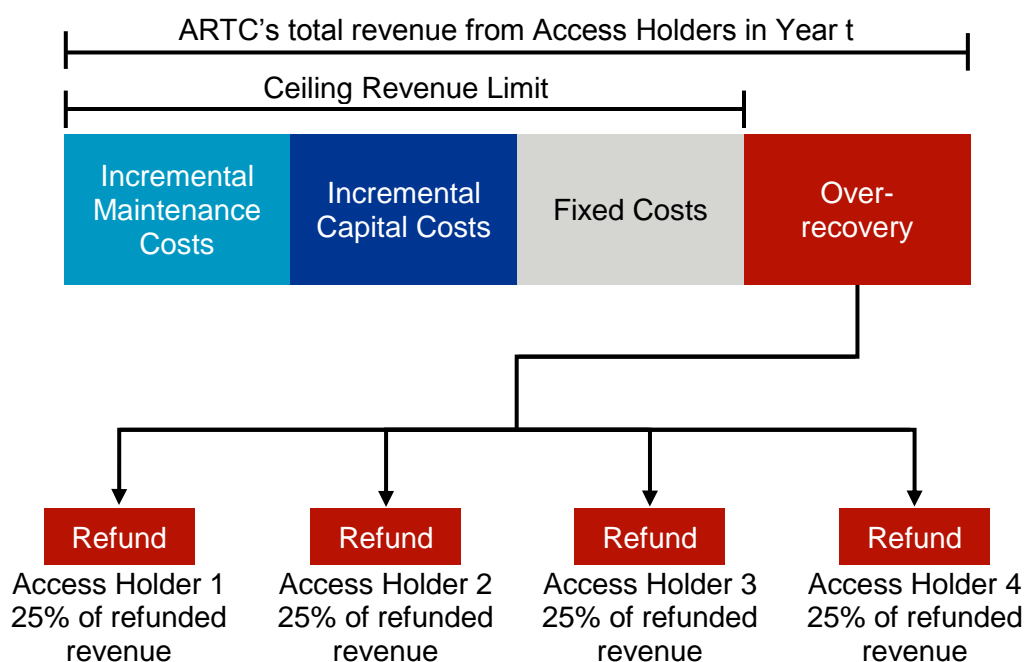 ARTC's total revenue from Access Holders in Year t
Ceiling Revenue Limit
Incremental
Maintenance
Costs
Incremental
Capital Costs
Fixed Costs
Over-
recovery
Refund
Access Holder 1
25% of refunded
revenue
Refund
Access Holder 2
25% of refunded
revenue
Refund
Access Holder 3
25% of refunded
revenue
Refund
Access Holder 4
25% of refunded
revenue